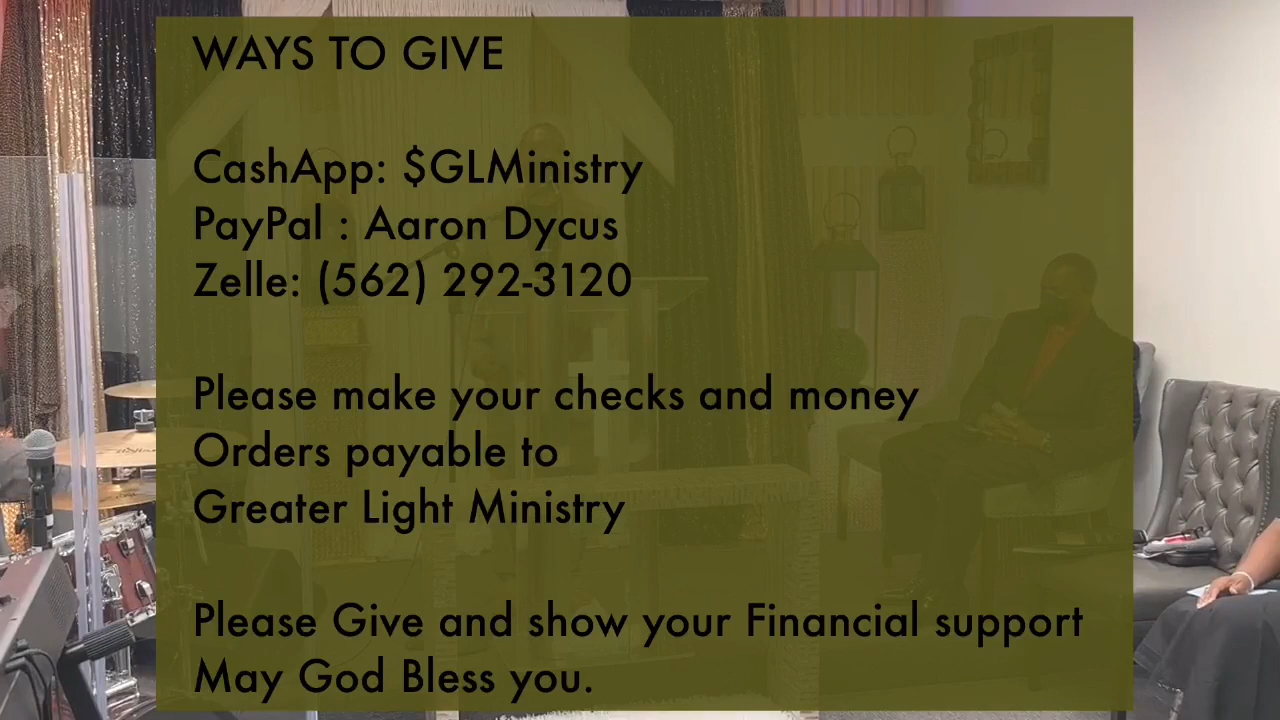 WAYS TO GIVE
CashApp: $GLMinistry
PayPal : Aaron Dycus
Zelle: (562) 292-3120
Please make your checks and money
Orders payable to
Greater Light Ministry
Please Give and show your Financial support
May God Bless you.